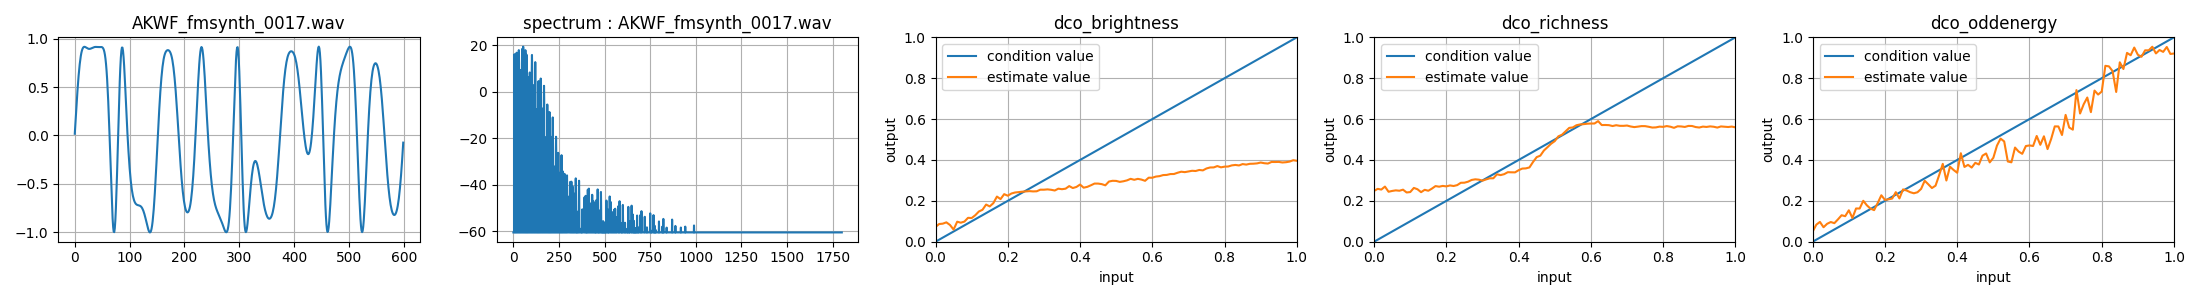 AKWF_fmsynth_0017.wav
1.0
0.5
0.0
−0.5
−1.0
0 100 200 300 400 500 600
spectrum : AKWF_fmsynth_0017.wav
20
0
−20
−40
−60
0 250 500 750 1000 1250 1500 1750
dco_brightness
condition value
estimate value
output
1.0
0.8
0.6
0.4
0.2
0.0
0.0 0.2 0.4 0.6 0.8 1.0
input
dco_richness
condition value
estimate value
output
1.0
0.8
0.6
0.4
0.2
0.0
0.0 0.2 0.4 0.6 0.8 1.0
input
dco_oddenergy
condition value
estimate value
output
1.0
0.8
0.6
0.4
0.2
0.0
0.0 0.2 0.4 0.6 0.8 1.0
input